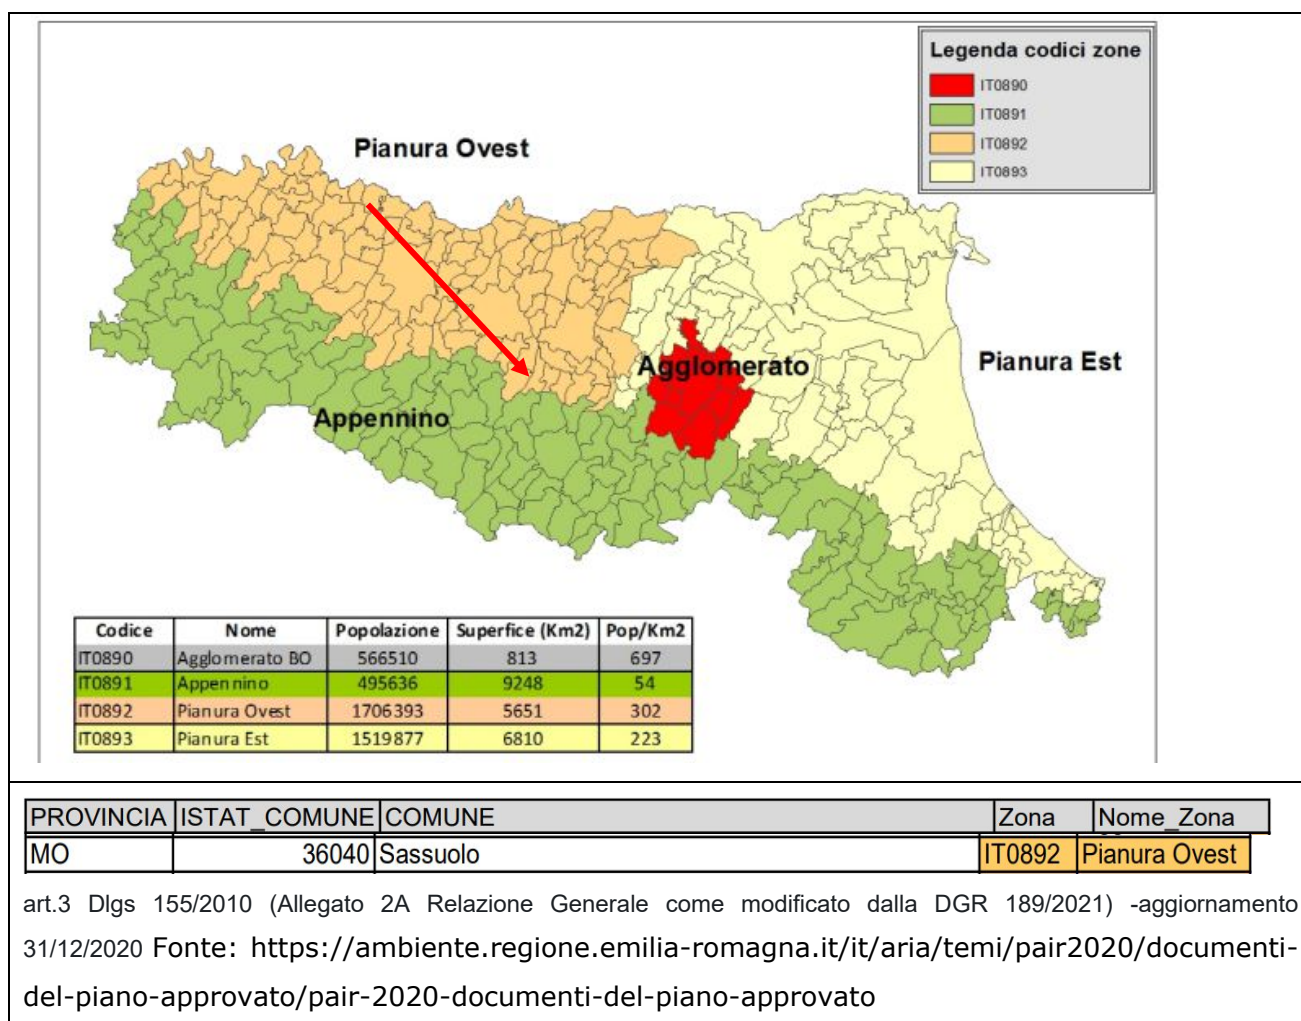 Legenda codici zone
IT0890
IT0891
IT0892
IT0893
Pianura Ovest
Agglomerato
Pianura Est
Appennino
Codice Nome Popolazione Superfice (Km2) Pop/Km2
IT0890 Agglomerato BO 566510 813 697
IT0891 Appennino 495636 9248 54
IT0892 Pianura Ovest 1706393 5651 302
IT0893 Pianura Est 1519877 6810 223
PROVINCIA ISTAT_COMUNE COMUNE Zona Nome_Zona
MO 36040 Sassuolo IT0892 Pianura Ovest
art.3 Dlgs 155/2010 (Allegato 2A Relazione Generale come modificato dalla DGR 189/2021) -aggiornamento
31/12/2020 Fonte: https://ambiente.regione.emilia-romagna.it/it/aria/temi/pair2020/documenti-
del-piano-approvato/pair-2020-documenti-del-piano-approvato